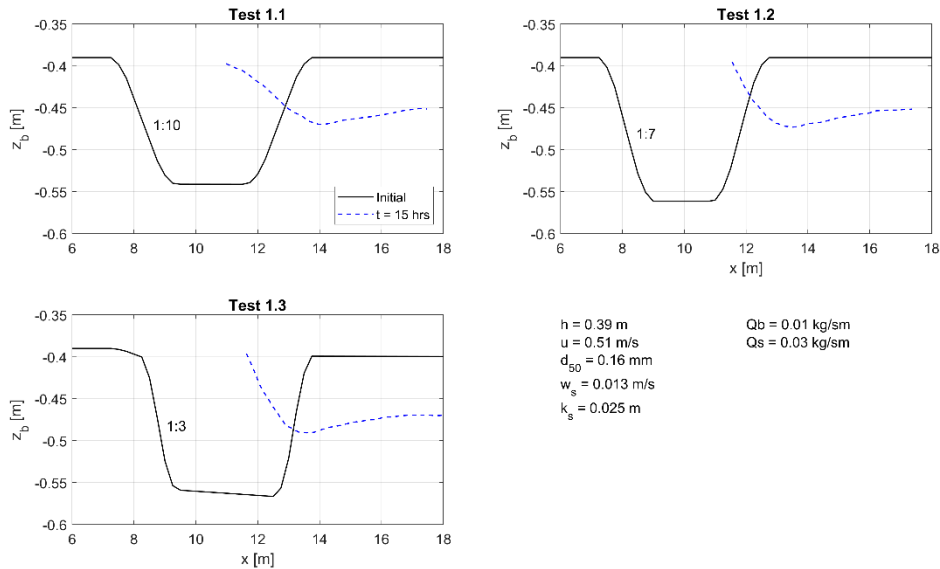 Test 1.1
-0.35
-0.4
-0.45
-0.5
-0.55
-0.6
z_b [m]
1:10
Initial
t = 15 hrs
6 8 10 12 14 16 18
Test 1.2
-0.35
-0.4
-0.45
-0.5
-0.55
-0.6
z_b [m]
1:7
6 8 10 12 14 16 18
x [m]
Test 1.3
-0.35
-0.4
-0.45
-0.5
-0.55
-0.6
z_b [m]
1:3
6 8 10 12 14 16 18
x [m]
h = 0.39 m
u = 0.51 m/s
d_50 = 0.16 mm
w_s = 0.013 m/s
k_s = 0.025 m
Qb = 0.01 kg/sm
Qs = 0.03 kg/sm